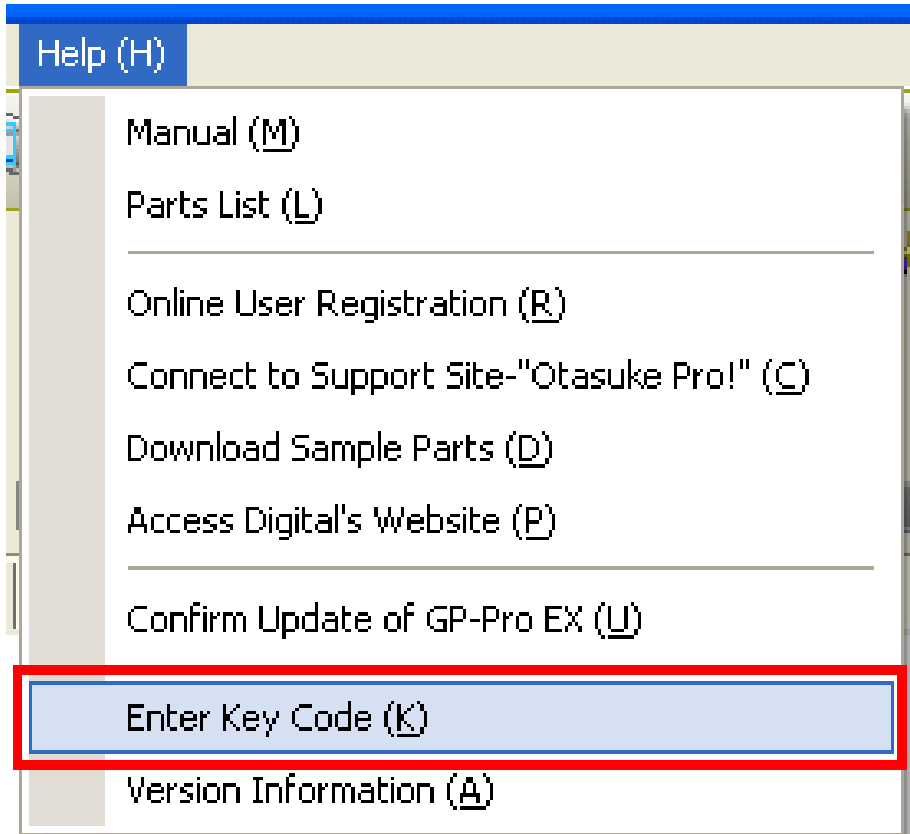 Help (H)
Manual (M)
Parts List (L)
Online User Registration (R)
Connect to Support Site-"Otasuke Pro!" (C)
Download Sample Parts (D)
Access Digital's Website (P)
Confirm Update of GP-Pro EX (U)
Enter Key Code (K)
Version Information (A)